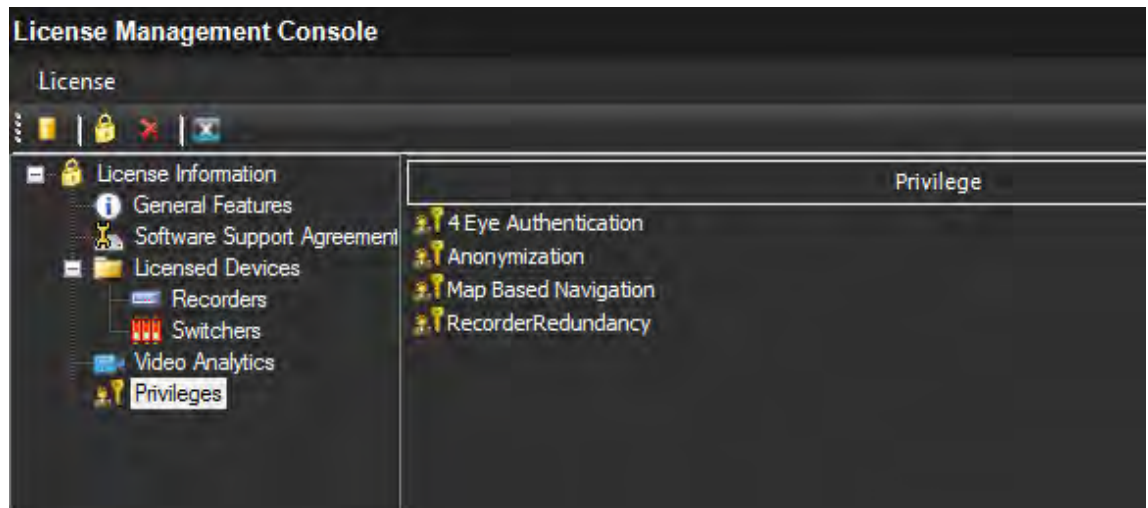 License Management Console
License
License Information
General Features
Software Support Agreement
Licensed Devices
Recorders
Switchers
Video Analytics
Privileges
Privilege
4 Eye Authentication
Anonymization
Map Based Navigation
RecorderRedundancy